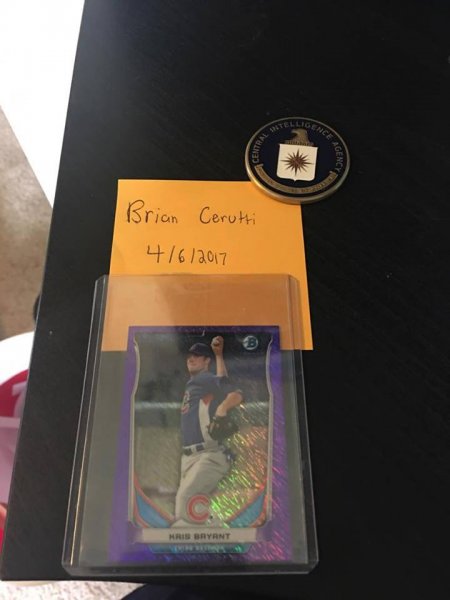 CENTRAL INTELLIGENCE AGENCY
Brian Cerutti
4/6/2017
B
C
KRIS BRYANT